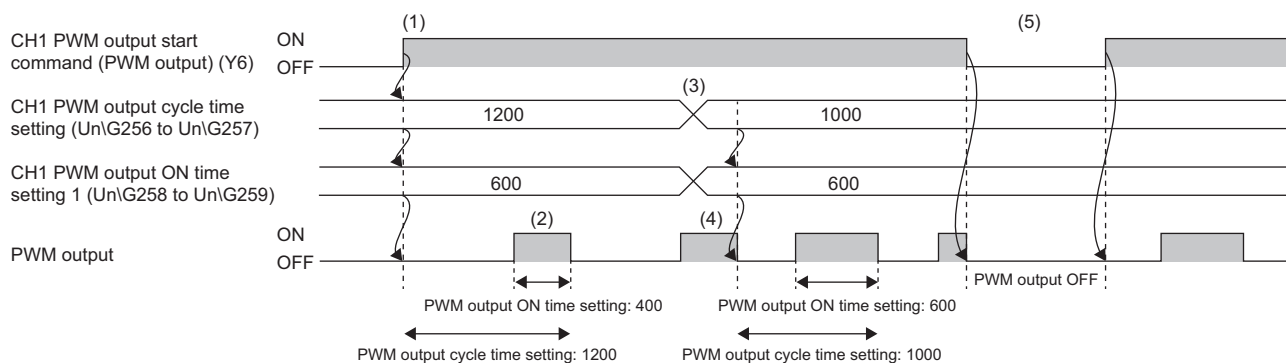 (1)
(5)
CH1 PWM output start
command (PWM output) (Y6)
ON
OFF
CH1 PWM output cycle time
setting (Un\G256 to Un\G257)
1200
(3)
1000
CH1 PWM output ON time
setting 1 (Un\G258 to Un\G259)
600
600
PWM output
ON
OFF
(2)
(4)
PWM output OFF
PWM output ON time setting: 400
PWM output ON time setting: 600
PWM output cycle time setting: 1200
PWM output cycle time setting: 1000